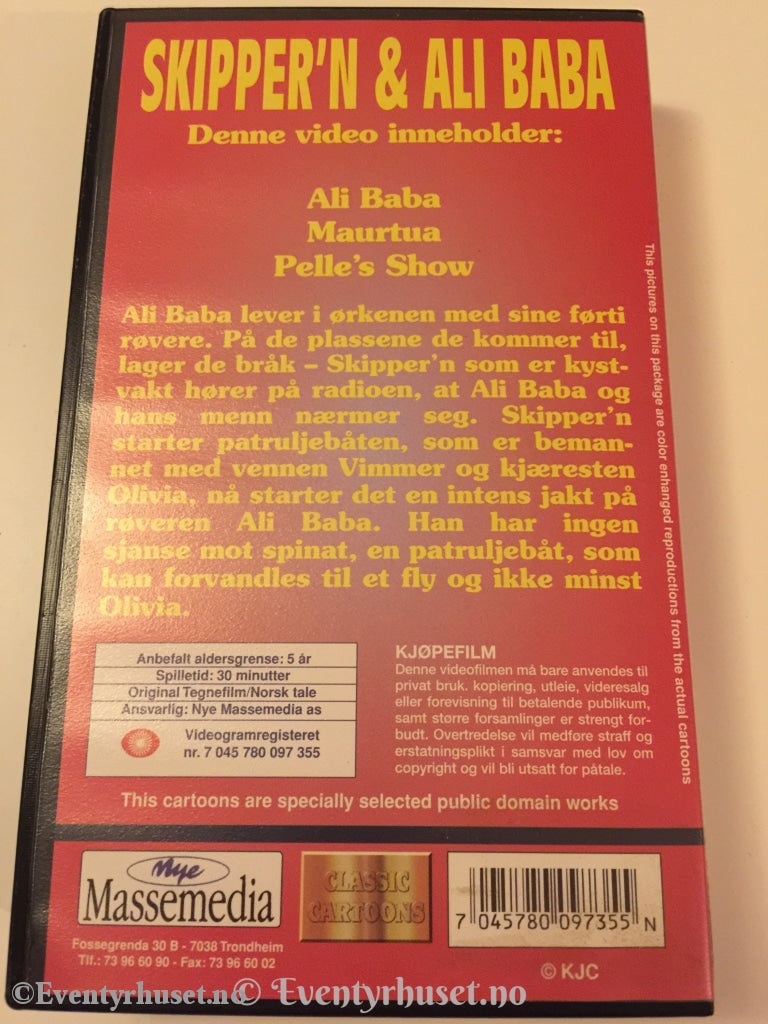 SKIPPER'N & ALI BABA
Denne video inneholder:
Ali Baba
Maurtua
Pelle's Show
Ali Baba lever i ørkenen med sine førti
røvere. På de plassene de kommer til,
lager de bråk – Skipper'n som er kyst-
vakt hører på radioen, at Ali Baba og
hans menn nærmer seg. Skipper'n
starter patruljebåten, som er beman-
net med vennen Vimmer og kjæresten
Olivia, nå starter det en intens jakt på
røveren Ali Baba. Han har ingen
sjanse mot spinat, en patruljebåt, som
kan forvandles til et fly og ikke minst
Olivia.
This pictures on this package are color enhanced reproductions from the actual cartoons
Anbefalt aldersgrense: 5 år
Spilletid: 30 minutter
Original Tegnefilm/Norsk tale
Ansvarlig: Nye Massemedia as
Videogramregisteret
nr. 7 045 780 097 355
KJØPEFILM
Denne videofilmen må bare anvendes til
privat bruk. kopiering, utleie, videresalg
eller forevisning til betalende publikum,
samt større forsamlinger er strengt for-
budt. Overtredelse vil medføre straff og
erstatningsplikt i samsvar med lov om
copyright og vil bli utsatt for påtale.
This cartoons are specially selected public domain works
Nye
Massemedia
Fossegrenda 30 B - 7038 Trondheim
Tlf.: 73 96 60 90 - Fax: 73 96 60 02
CLASSIC
CARTOONS
7 045780 097355 N
© KJC
©Eventyrhuset.no © Eventyrhuset.no